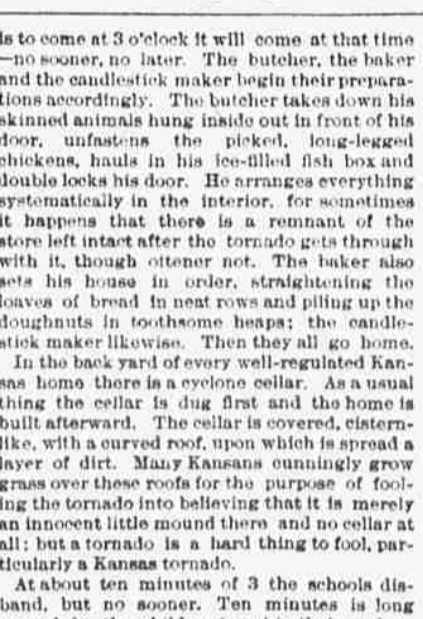 is to come at 3 o'clock it will come at that time
—no sooner, no later. The butcher, the baker
and the candlestick maker begin their prepara-
tions accordingly. The butcher takes down his
skinned animals hung inside out in front of his
door, unfastens the picked, long-legged
chickens, hauls in his ice-filled fish box and
double locks his door. He arranges everything
systematically in the interior, for sometimes
it happens that there is a remnant of the
store left intact after the tornado gets through
with it, though oftener not. The baker also
sets his house in order, straightening the
loaves of bread in neat rows and piling up the
doughnuts in toothsome heaps; the candle-
stick maker likewise. Then they all go home.
In the back yard of every well-regulated Kan-
sas home there is a cyclone cellar. As a usual
thing the cellar is dug first and the home is
built afterward. The cellar is covered, cistern-
like, with a curved roof, upon which is spread a
layer of dirt. Many Kansans cunningly grow
grass over these roofs for the purpose of fool-
ing the tornado into believing that it is merely
an innocent little mound there and no cellar at
all; but a tornado is a hard thing to fool, par-
ticularly a Kansas tornado.
At about ten minutes of 3 the schools dis-
band, but no sooner. Ten minutes is long